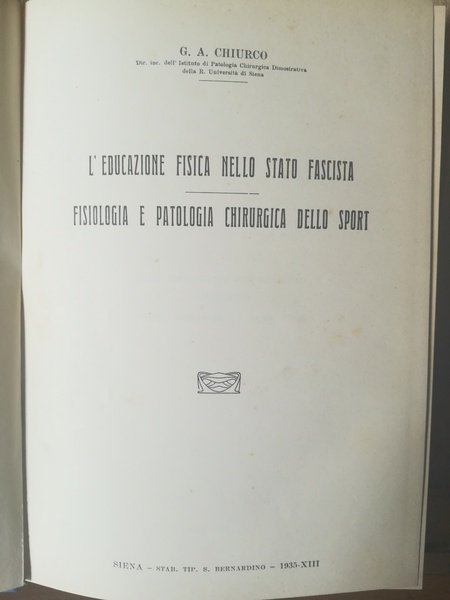 G. A. CHIURCO
Dir. inc. dell' Istituto di Patologia Chirurgica Dimostrativa
della R. Università di Siena
L' EDUCAZIONE FISICA NELLO STATO FASCISTA
FISIOLOGIA E PATOLOGIA CHIRURGICA DELLO SPORT
SIENA - STAB. TIP. S. BERNARDINO - 1935-XIII